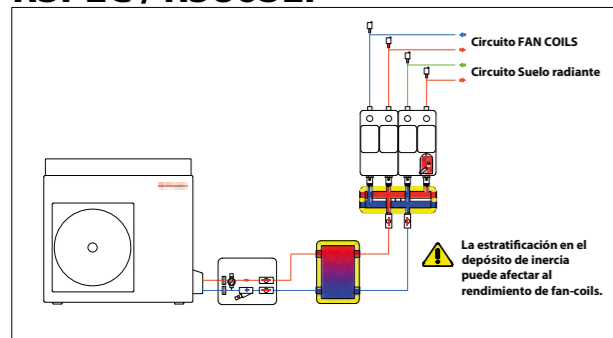 Circuito FAN COILS
Circuito Suelo radiante
La estratificación en el
depósito de inercia
puede afectar al
rendimiento de fan-coils.